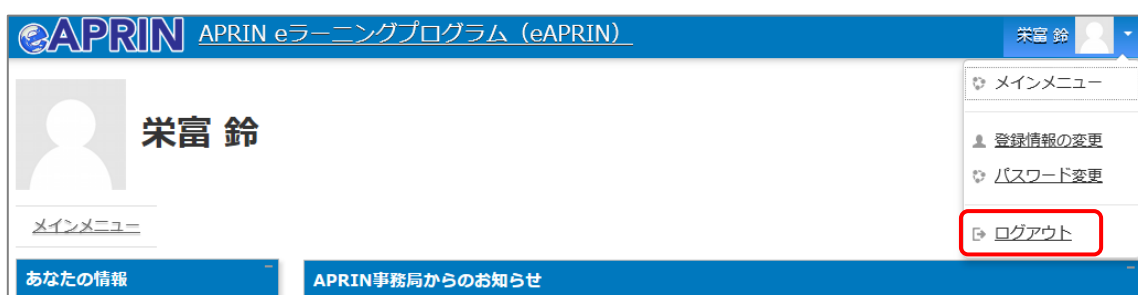 APRIN APRIN eラーニングプログラム（eAPRIN）
栄富 鈴
メインメニュー
登録情報の変更
パスワード変更
ログアウト
栄富 鈴
メインメニュー
あなたの情報
APRIN事務局からのお知らせ